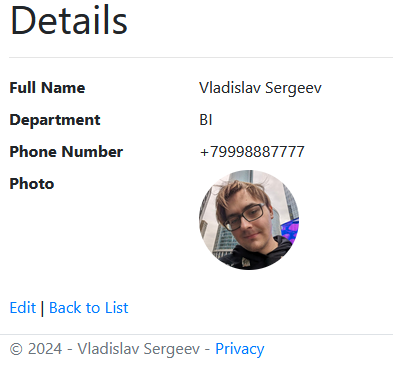 Details
Full Name Vladislav Sergeev
Department BI
Phone Number +79998887777
Photo
Edit | Back to List
© 2024 - Vladislav Sergeev - Privacy